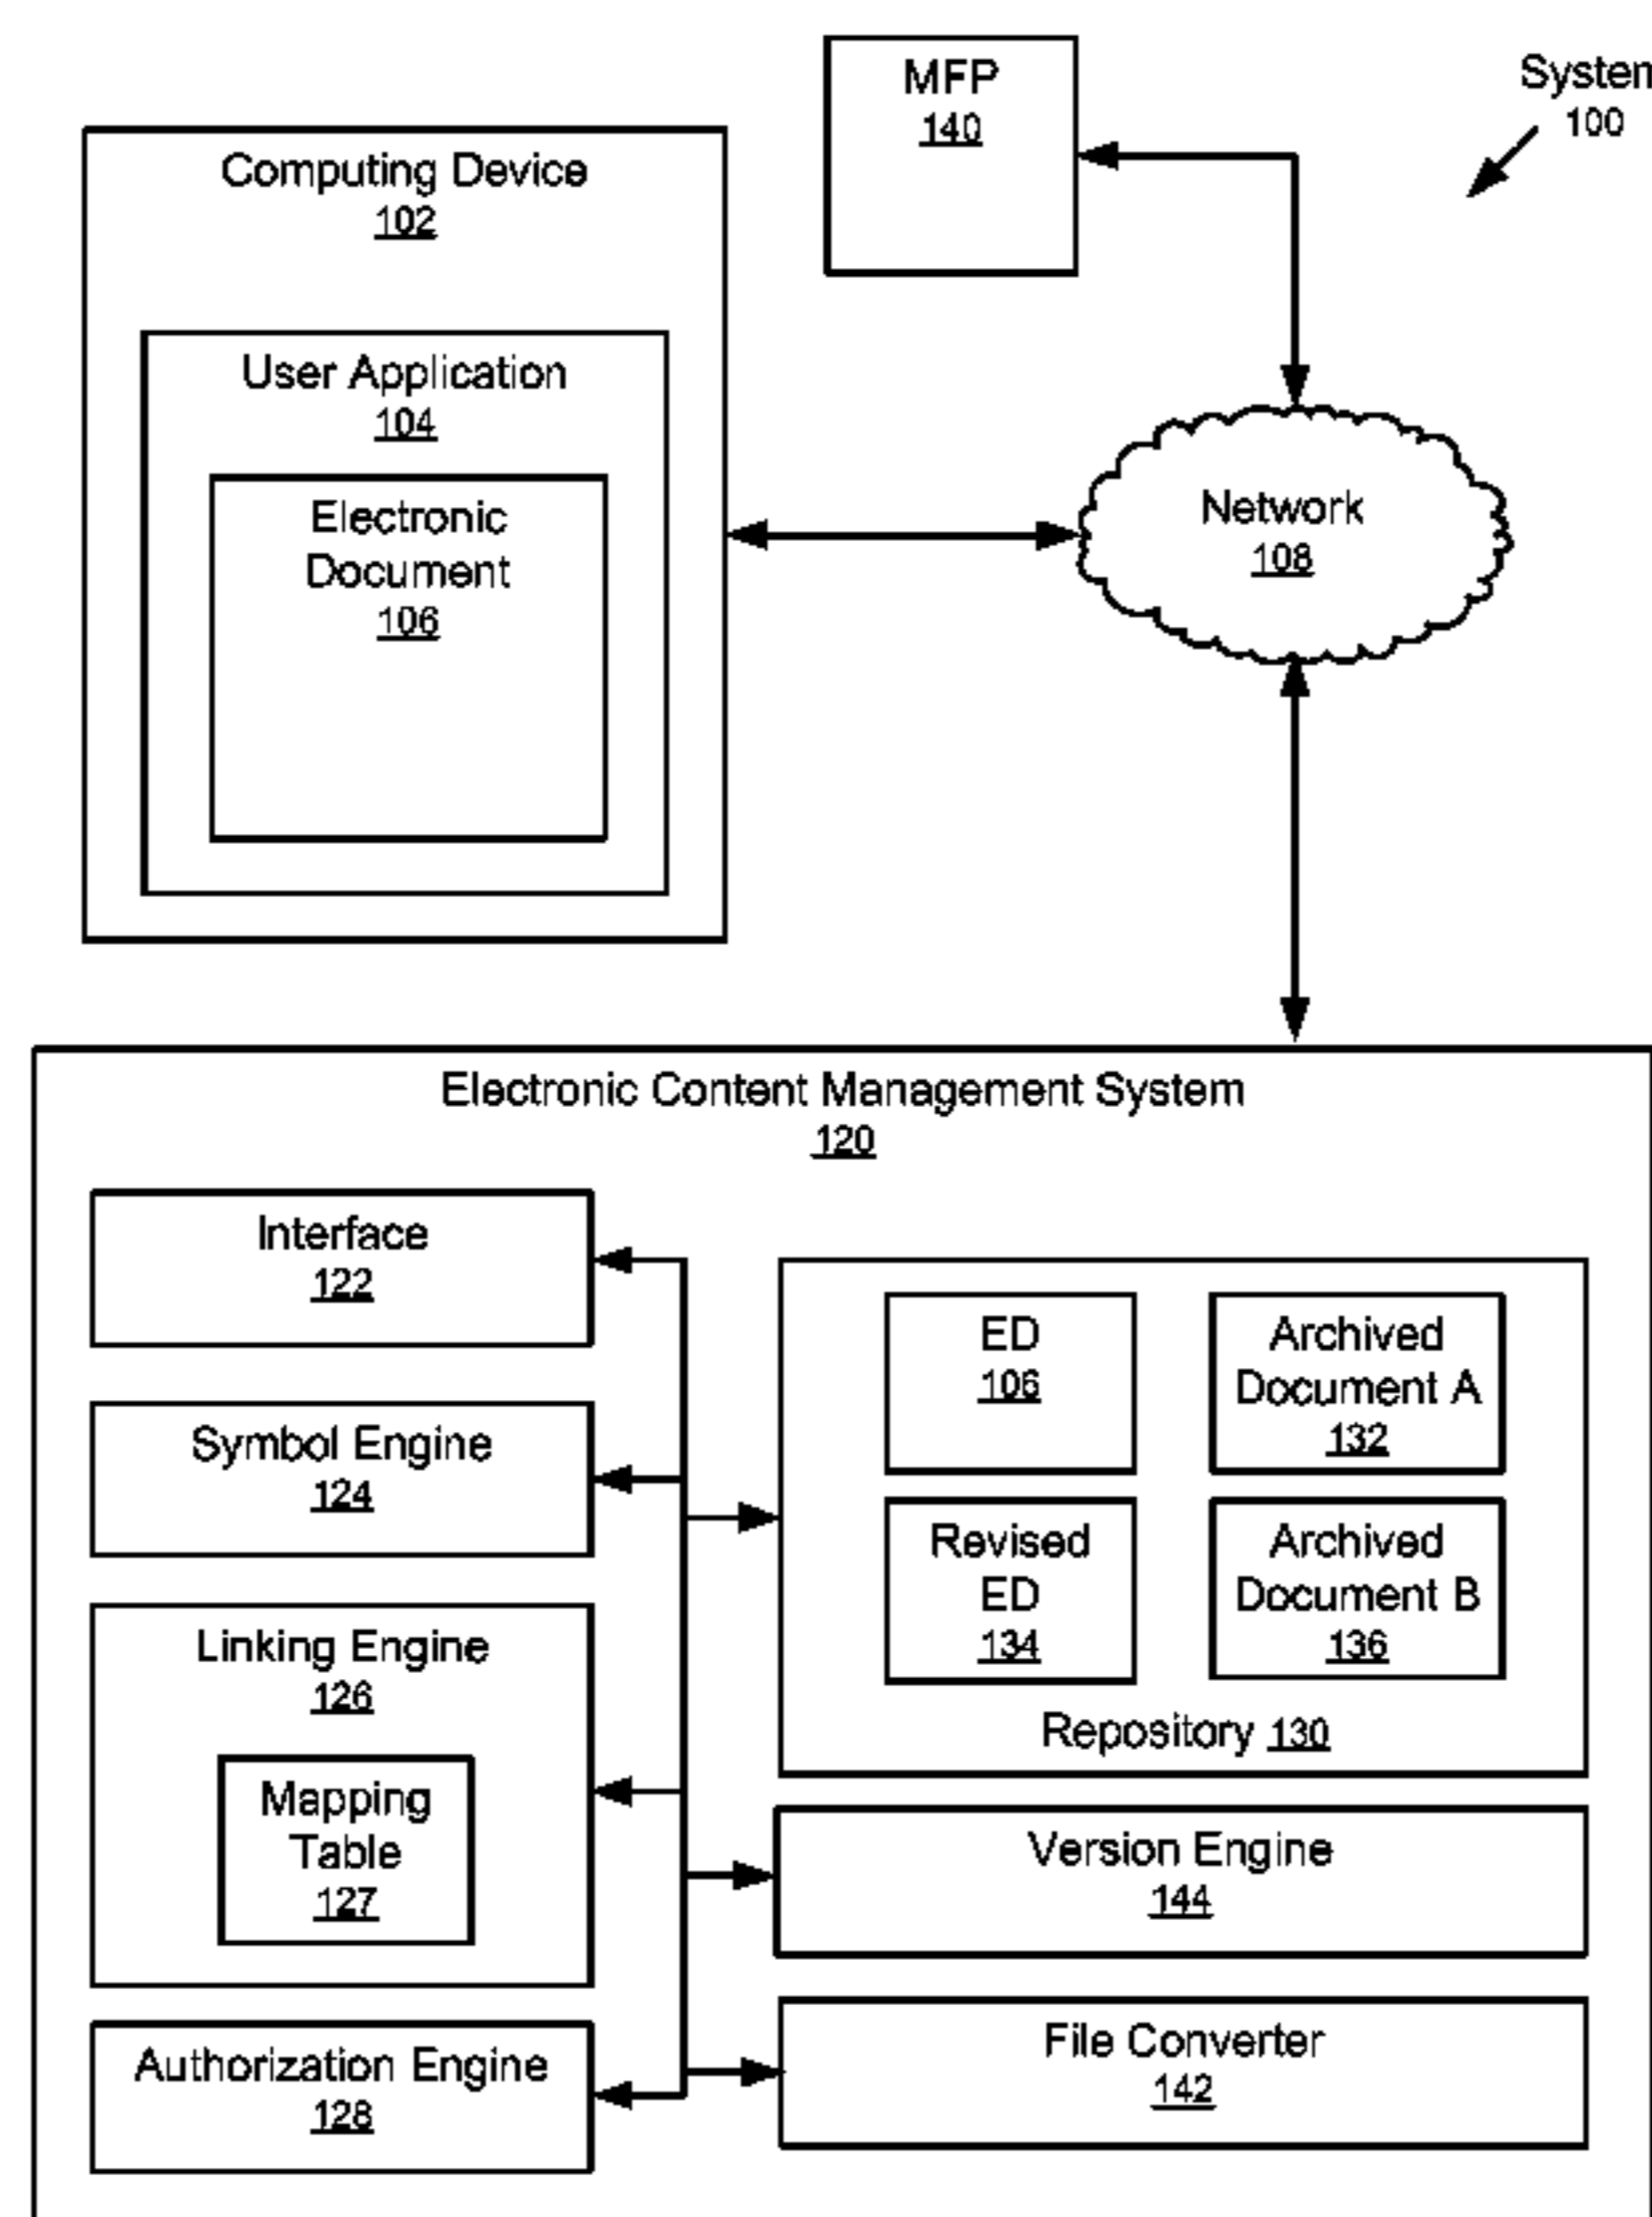 MFP
140
System
100
Computing Device
102
User Application
104
Electronic
Document
106
Network
108
Electronic Content Management System
120
Interface
122
Symbol Engine
124
Linking Engine
126
Mapping
Table
127
Authorization Engine
128
ED
106
Archived
Document A
132
Revised
ED
134
Archived
Document B
136
Repository 130
Version Engine
144
File Converter
142